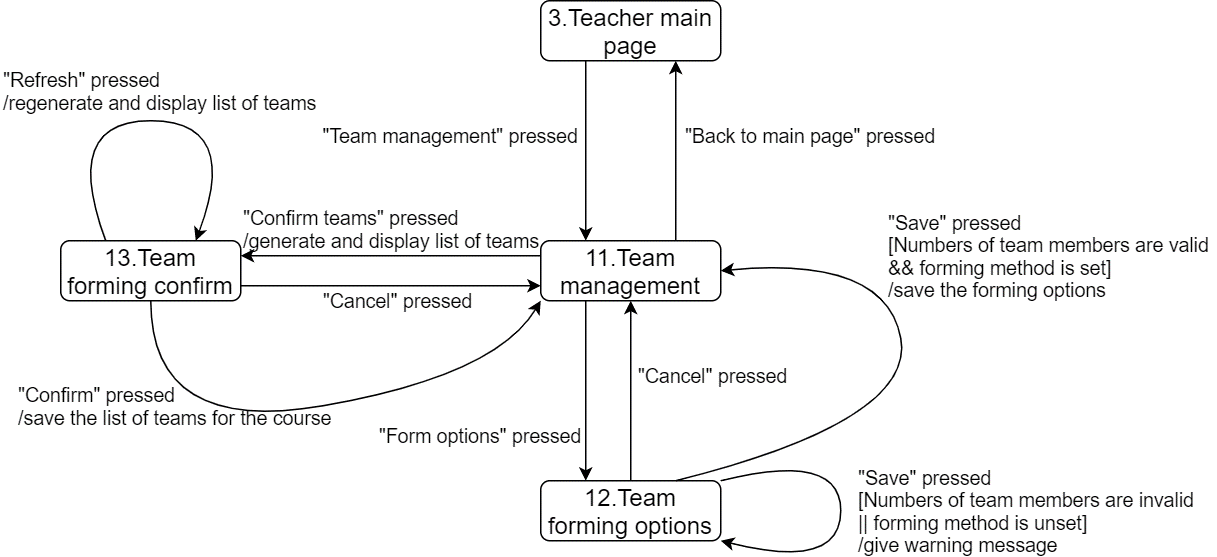 3.Teacher main
page
"Refresh" pressed
/regenerate and display list of teams
"Team management" pressed
"Back to main page" pressed
"Confirm teams" pressed
/generate and display list of teams
13.Team
forming confirm
11.Team
management
"Cancel" pressed
"Save" pressed
[Numbers of team members are valid
&& forming method is set]
/save the forming options
"Confirm" pressed
/save the list of teams for the course
"Cancel" pressed
"Form options" pressed
12.Team
forming options
"Save" pressed
[Numbers of team members are invalid
|| forming method is unset]
/give warning message